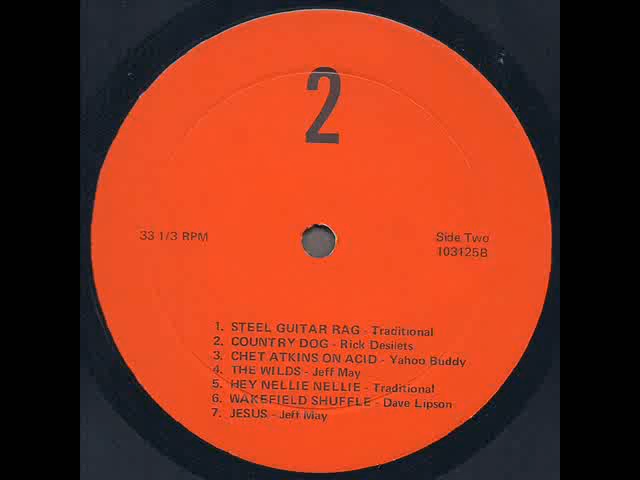 2
33 1/3 RPM
Side Two
103125B
1. STEEL GUITAR RAG - Traditional
2. COUNTRY DOG - Rick Desilets
3. CHET ATKINS ON ACID - Yahoo Buddy
4. THE WILDS - Jeff May
5. HEY NELLIE NELLIE - Traditional
6. WAKEFIELD SHUFFLE - Dave Lipson
7. JESUS - Jeff May